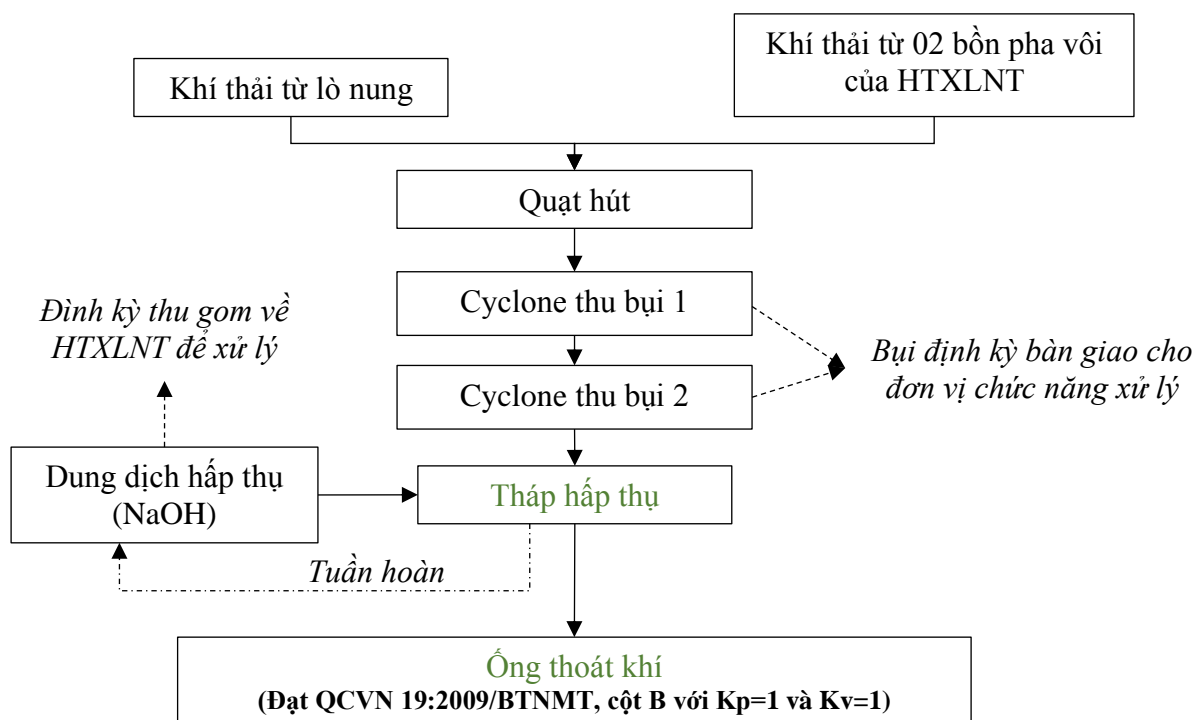 Khí thải từ lò nung
Khí thải từ 02 bồn pha vôi
của HTXLNT
Quạt hút
Cyclone thu bụi 1
Đình kỳ thu gom về
HTXLNT để xử lý
Bụi định kỳ bàn giao cho
đơn vị chức năng xử lý
Cyclone thu bụi 2
Dung dịch hấp thụ
(NaOH)
Tháp hấp thụ
Tuần hoàn
Ống thoát khí
(Đạt QCVN 19:2009/BTNMT, cột B với Kp=1 và Kv=1)